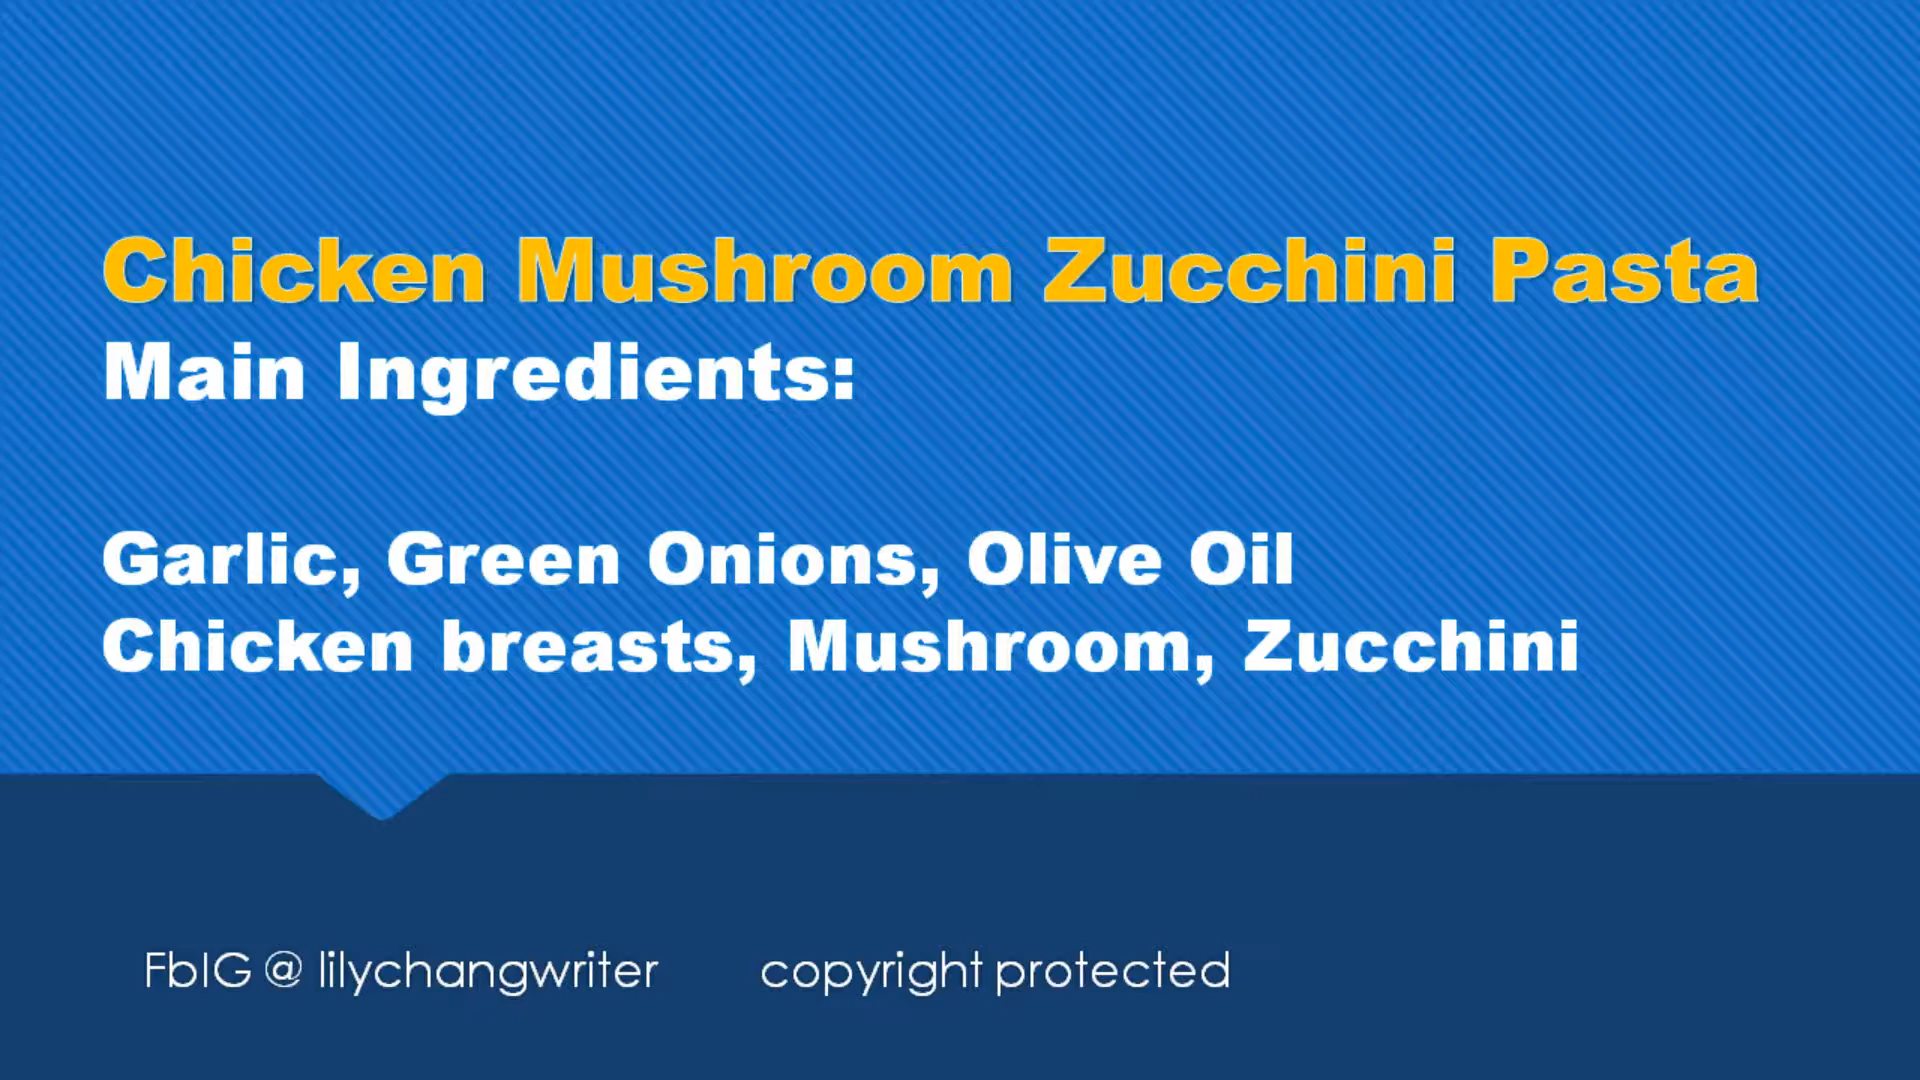 Chicken Mushroom Zucchini Pasta
Main Ingredients:
Garlic, Green Onions, Olive Oil
Chicken breasts, Mushroom, Zucchini
FbIG @ lilychangwriter copyright protected